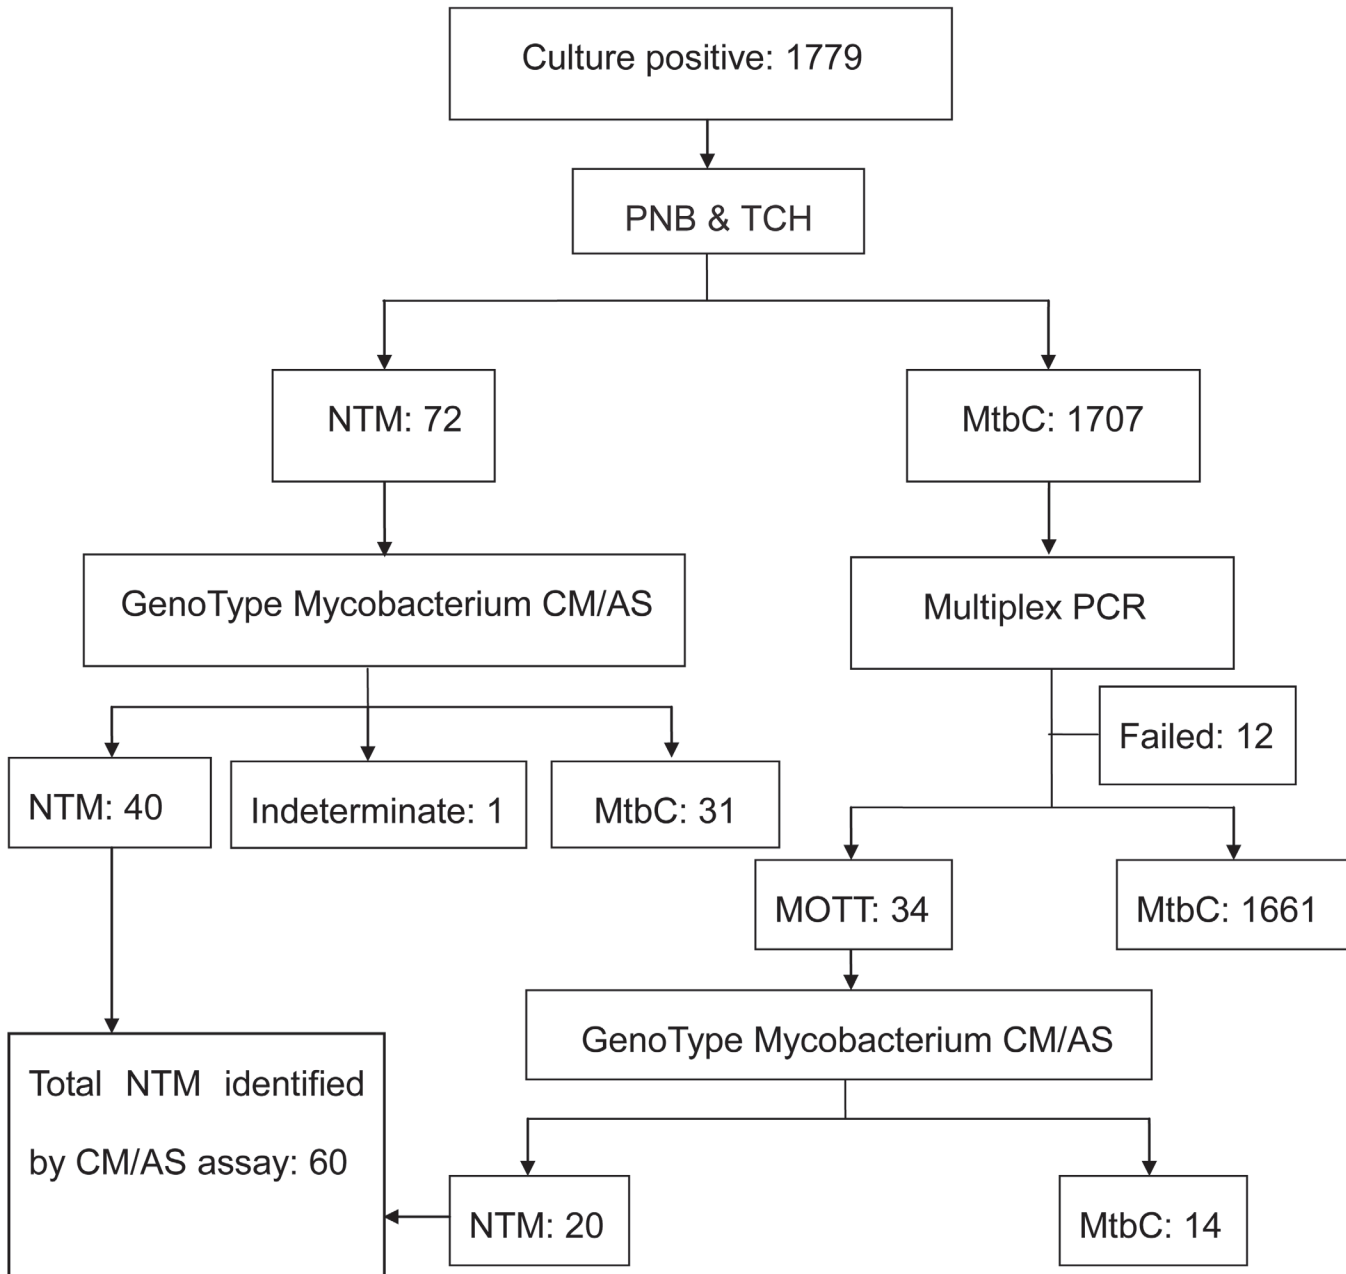 Culture positive: 1779
PNB & TCH
NTM: 72
MtbC: 1707
GenoType Mycobacterium CM/AS
Multiplex PCR
Failed: 12
NTM: 40
Indeterminate: 1
MtbC: 31
MOTT: 34
MtbC: 1661
GenoType Mycobacterium CM/AS
Total NTM identified
by CM/AS assay: 60
NTM: 20
MtbC: 14